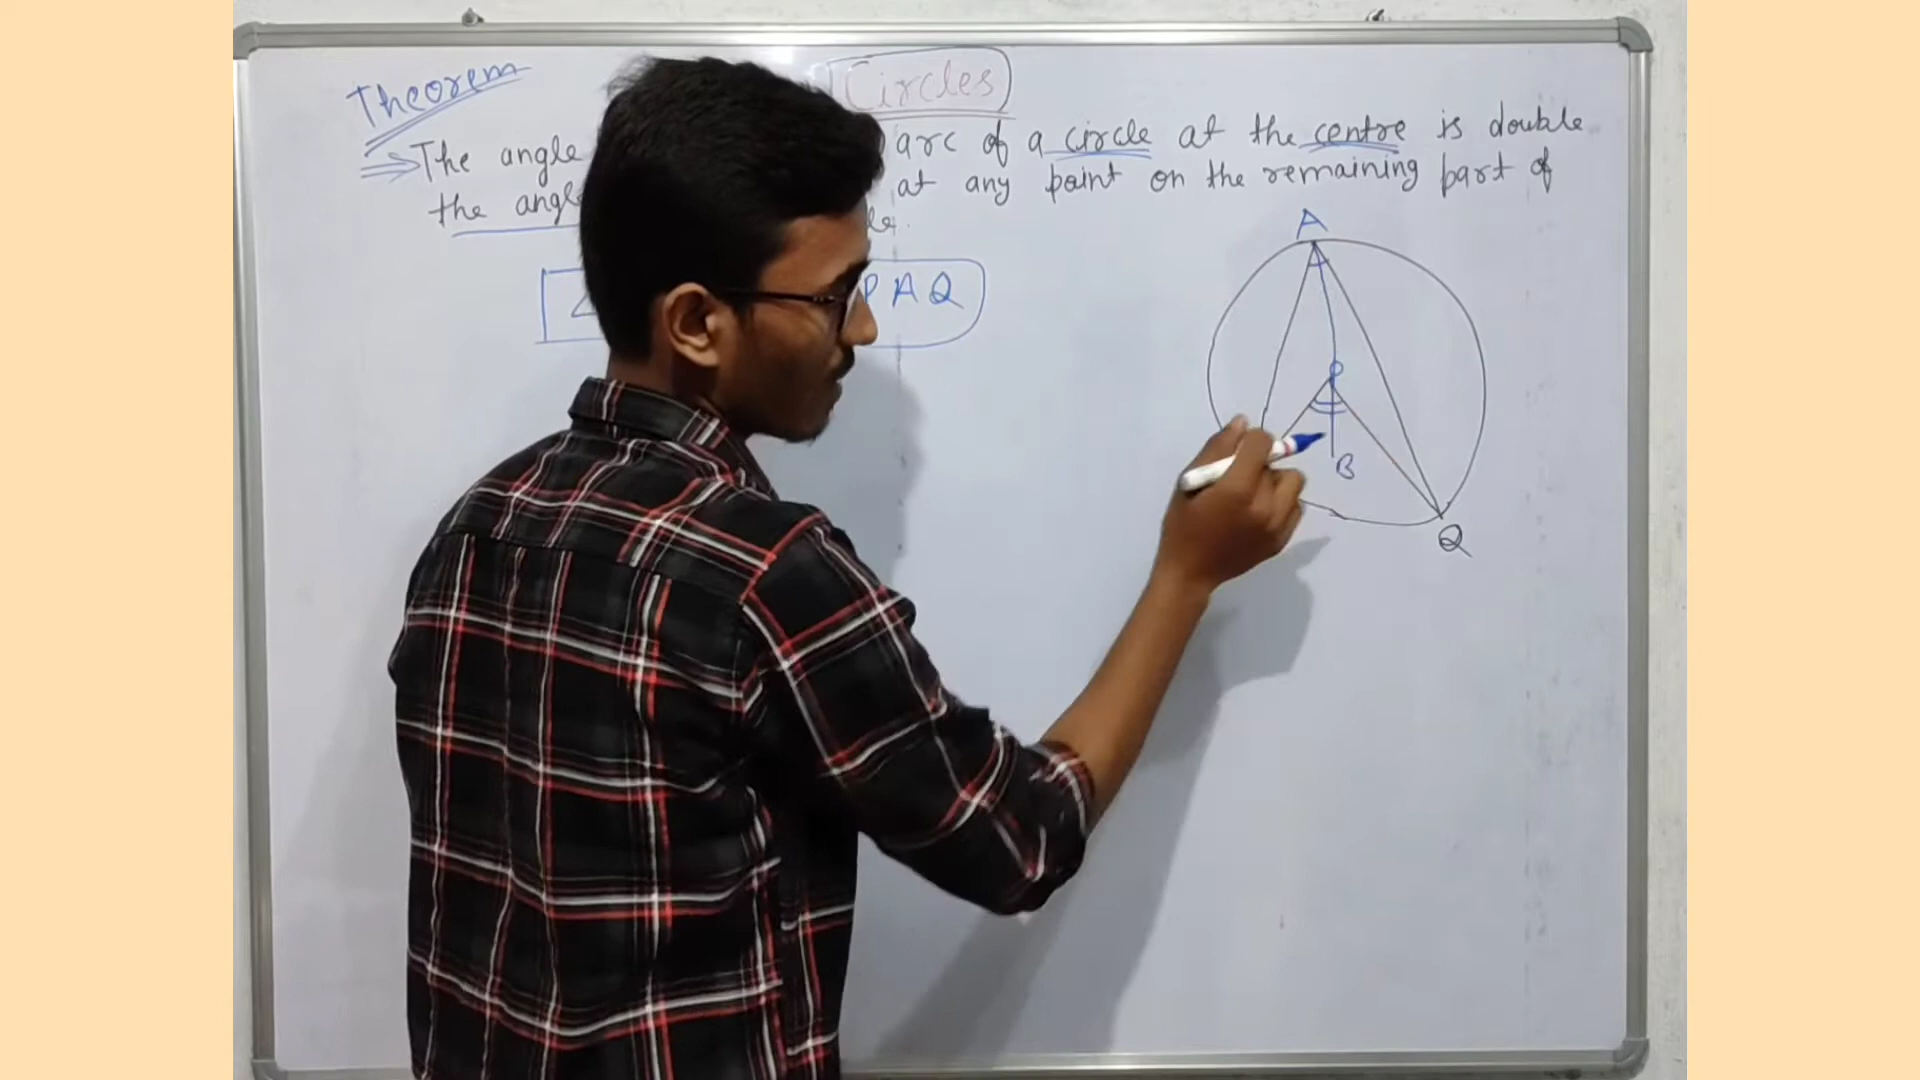 Theorem
Circles
The angle arc of a circle at the centre is double
the angle at any point on the remaining part of
∠ PAQ
A
B
Q